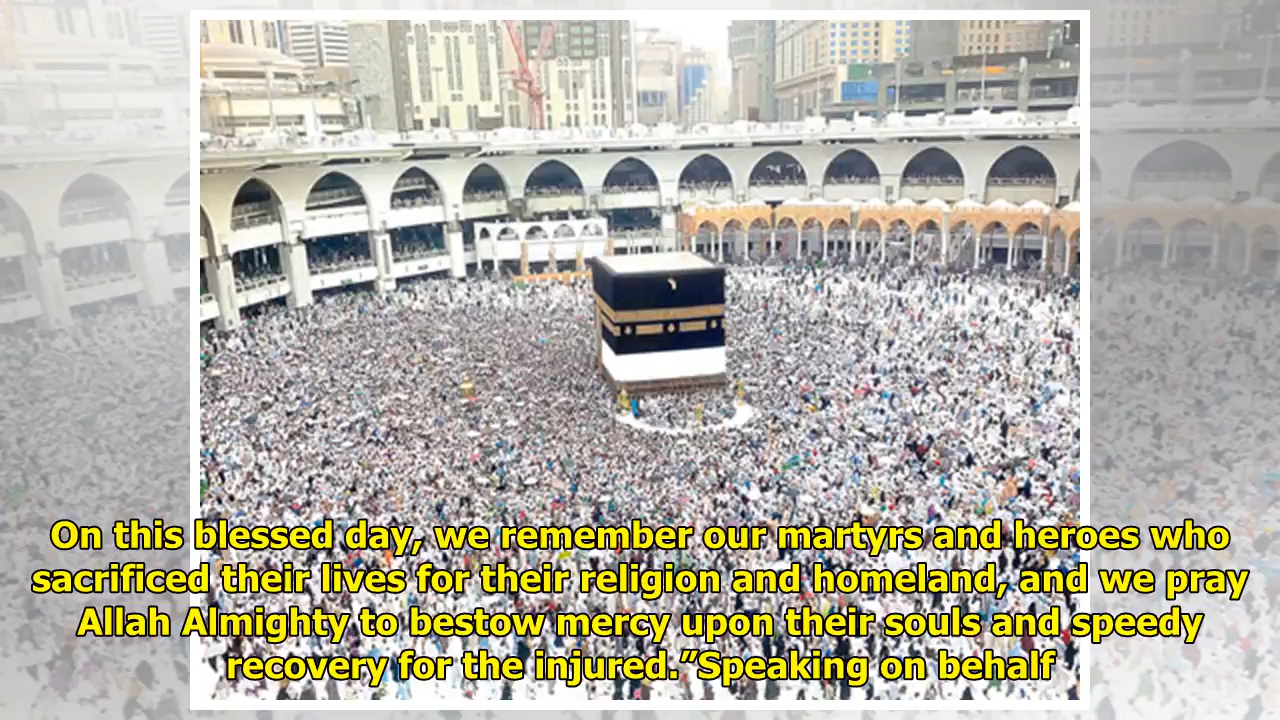 On this blessed day, we remember our martyrs and heroes who
sacrificed their lives for their religion and homeland, and we pray
Allah Almighty to bestow mercy upon their souls and speedy
recovery for the injured.”Speaking on behalf